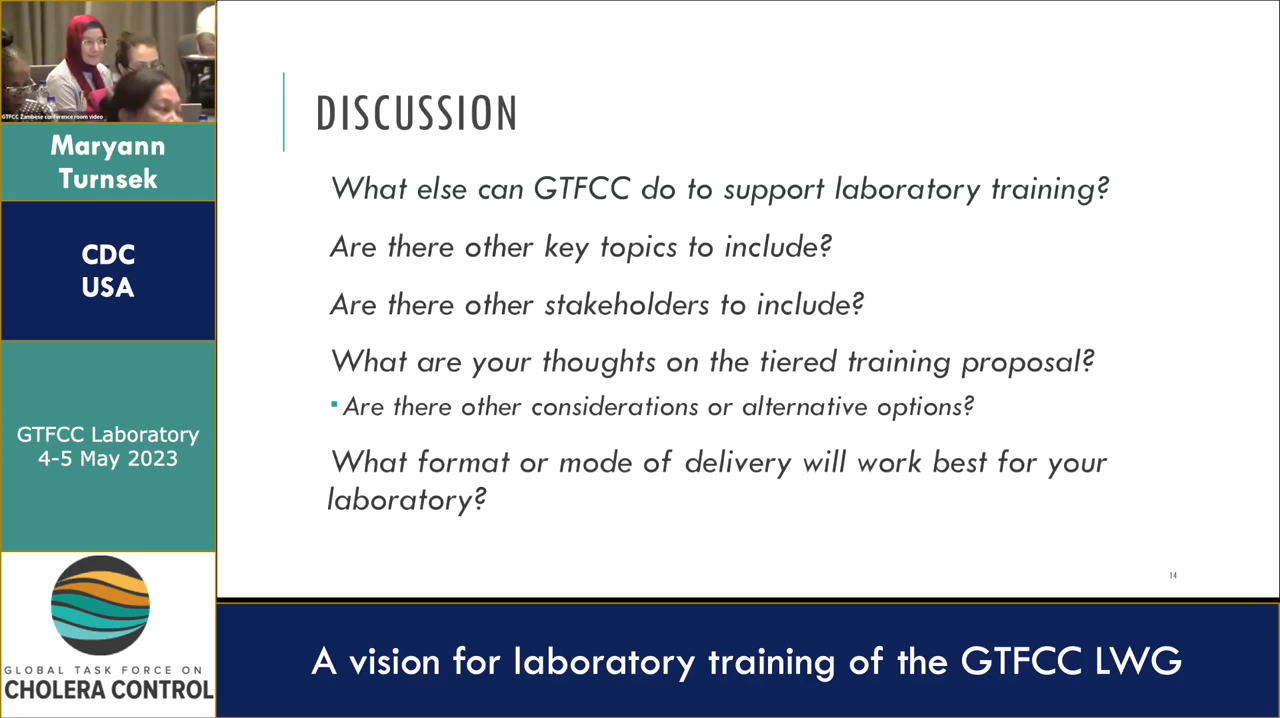 GTFCC Zambese conference room video
Maryann
Turnsek
CDC
USA
GTFCC Laboratory
4-5 May 2023
GLOBAL TASK FORCE ON
CHOLERA CONTROL
DISCUSSION
What else can GTFCC do to support laboratory training?
Are there other key topics to include?
Are there other stakeholders to include?
What are your thoughts on the tiered training proposal?
▪ Are there other considerations or alternative options?
What format or mode of delivery will work best for your
laboratory?
14
A vision for laboratory training of the GTFCC LWG